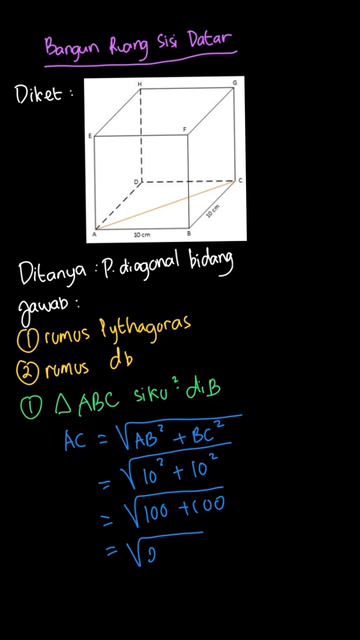 Bangun Ruang Sisi Datar
Diket :
H
G
E
F
D
C
10 cm
A
10 cm
B
Ditanya : P. diagonal bidang
Jawab :
① rumus Pythagoras
② rumus db
① △ ABC siku² diB
AC = √AB² + BC²
= √10² + 10²
= √100 + 100
= √